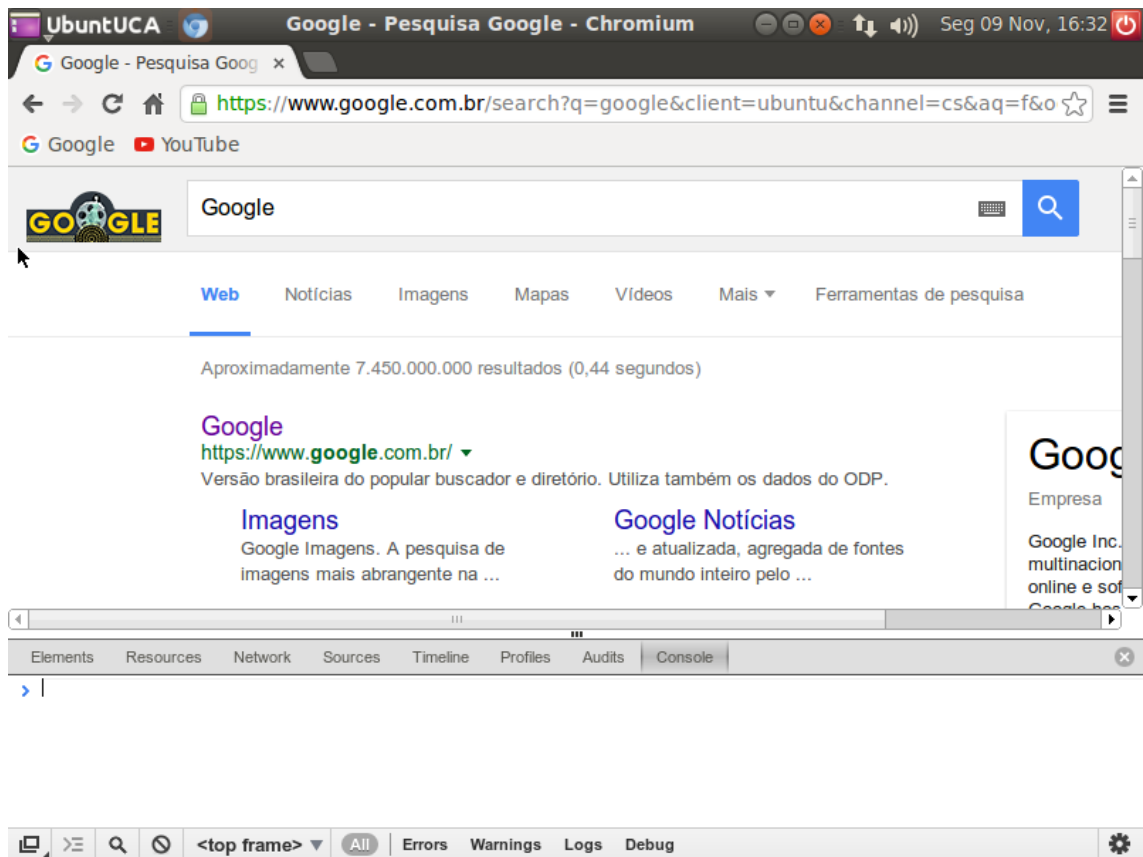 UbuntUCA Google - Pesquisa Google - Chromium Seg 09 Nov, 16:32
Google - Pesquisa Goog
https://www.google.com.br/search?q=google&client=ubuntu&channel=cs&aq=f&o
Google YouTube
GOOGLE Google
Web Notícias Imagens Mapas Vídeos Mais Ferramentas de pesquisa
Aproximadamente 7.450.000.000 resultados (0,44 segundos)
Google
https://www.google.com.br/
Versão brasileira do popular buscador e diretório. Utiliza também os dados do ODP.
Imagens
Google Imagens. A pesquisa de
imagens mais abrangente na ...
Google Notícias
... e atualizada, agregada de fontes
do mundo inteiro pelo ...
Goog
Empresa
Google Inc.
multinacion
online e sof
Elements Resources Network Sources Timeline Profiles Audits Console
>
<top frame> All Errors Warnings Logs Debug